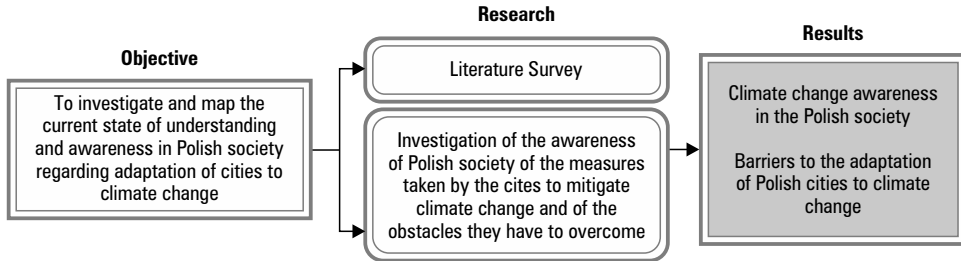 Objective
To investigate and map the
current state of understanding
and awareness in Polish society
regarding adaptation of cities to
climate change
Research
Literature Survey
Investigation of the awareness
of Polish society of the measures
taken by the cites to mitigate
climate change and of the
obstacles they have to overcome
Results
Climate change awareness
in the Polish society
Barriers to the adaptation
of Polish cities to climate
change